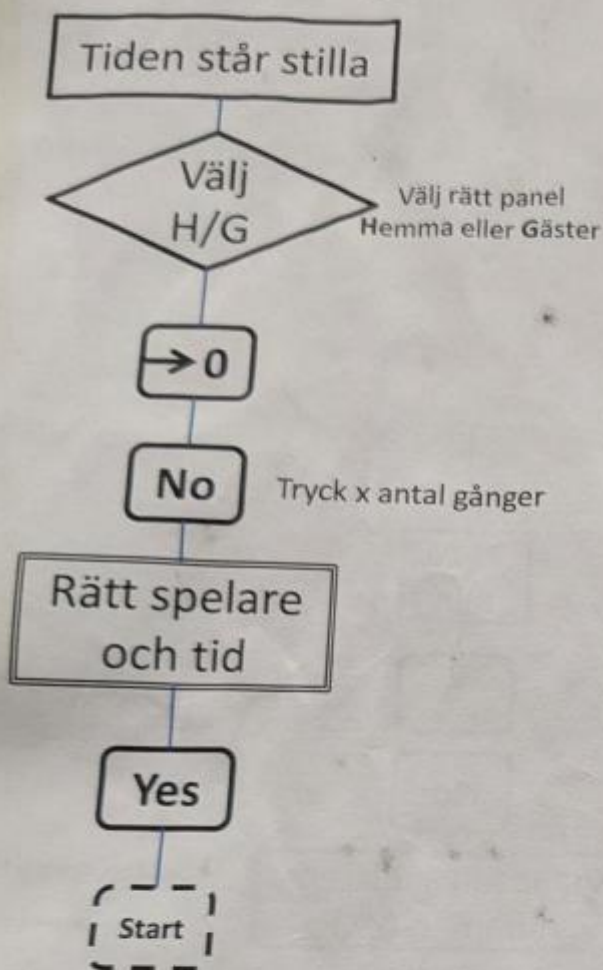 Tiden står stilla
Välj
H/G
Välj rätt panel
Hemma eller Gäster
→0
No
Tryck x antal gånger
Rätt spelare
och tid
Yes
Start